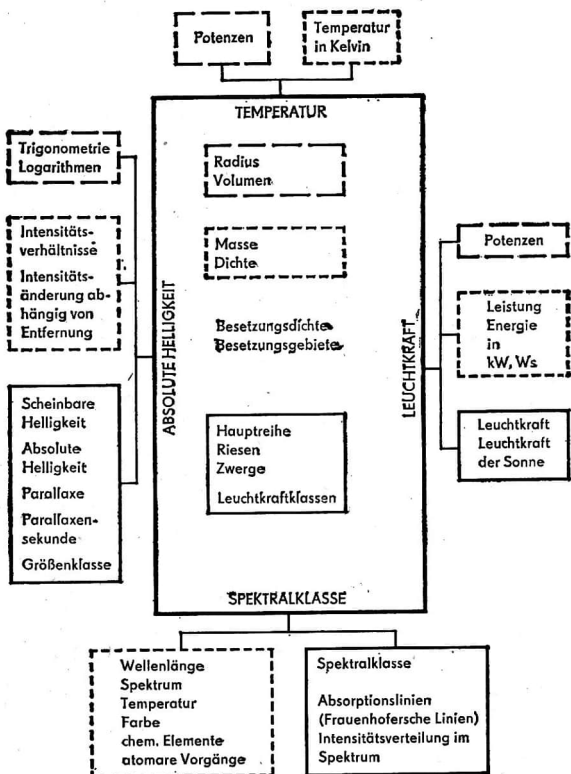 Potenzen
Temperatur
in Kelvin
TEMPERATUR
Trigonometrie
Logarithmen
Intensitäts-
verhältnisse
Intensitäts-
änderung ab-
hängig von
Entfernung
Scheinbare
Helligkeit
Absolute
Helligkeit
Parallaxe
Parallaxen-
sekunde
Größenklasse
ABSOLUTE HELLIGKEIT
Radius
Volumen
Masse
Dichte
Besetzungsdichte
Besetzungsgebiete
Hauptreihe
Riesen
Zwerge
Leuchtkraftklassen
LEUCHTKRAFT
Potenzen
Leistung
Energie
in
kW, Ws
Leuchtkraft
Leuchtkraft
der Sonne
SPEKTRALKLASSE
Wellenlänge
Spektrum
Temperatur
Farbe
chem. Elemente
atomare Vorgänge
Spektralklasse
Absorptionslinien
(Frauenhofersche Linien)
Intensitätsverteilung im
Spektrum